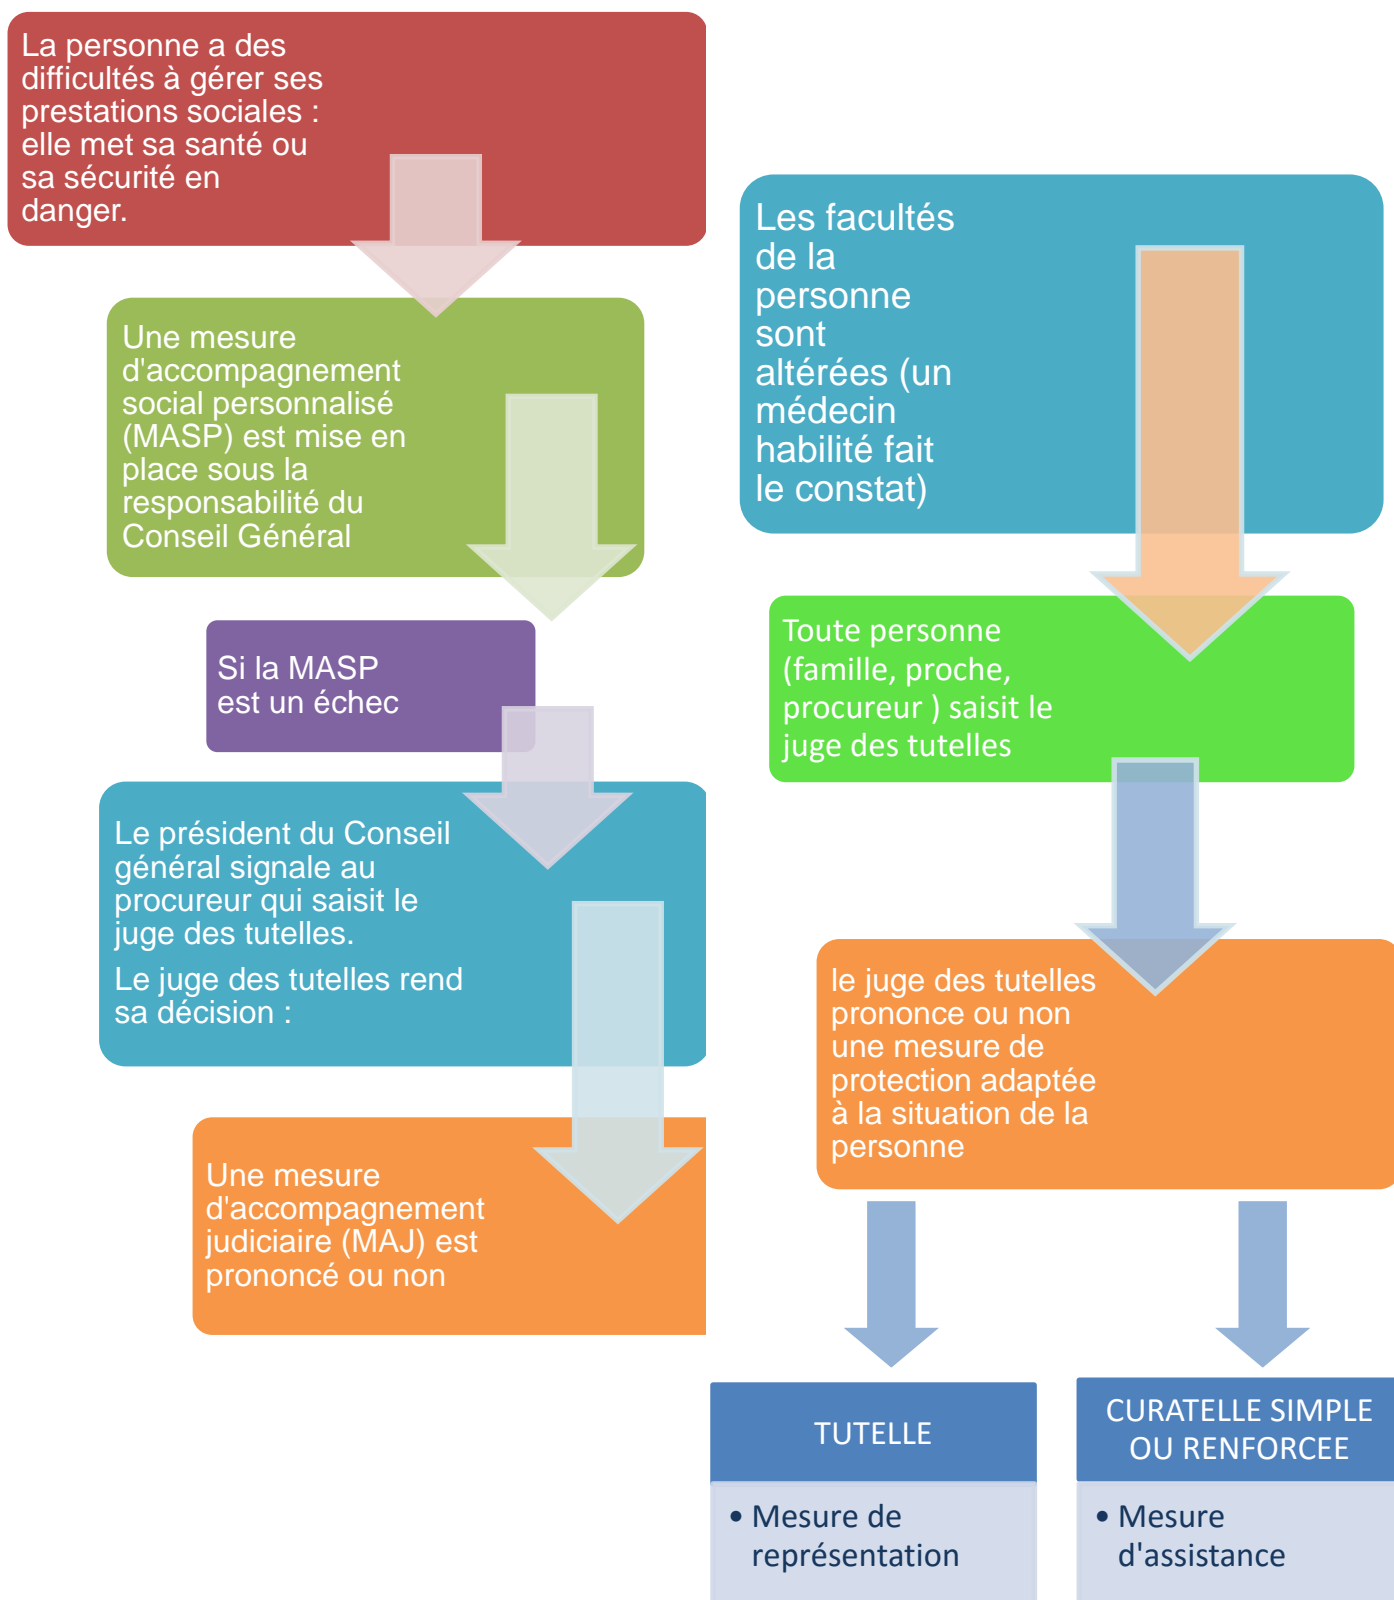 La personne a des
difficultés à gérer ses
prestations sociales :
elle met sa santé ou
sa sécurité en
danger.
Une mesure
d'accompagnement
social personnalisé
(MASP) est mise en
place sous la
responsabilité du
Conseil Général
Si la MASP
est un échec
Le président du Conseil
général signale au
procureur qui saisit le
juge des tutelles.
Le juge des tutelles rend
sa décision :
Une mesure
d'accompagnement
judiciaire (MAJ) est
prononcé ou non
Les facultés
de la
personne
sont
altérées (un
médecin
habilité fait
le constat)
Toute personne
(famille, proche,
procureur ) saisit le
juge des tutelles
le juge des tutelles
prononce ou non
une mesure de
protection adaptée
à la situation de la
personne
TUTELLE
• Mesure de
représentation
CURATELLE SIMPLE
OU RENFORCEE
• Mesure
d'assistance